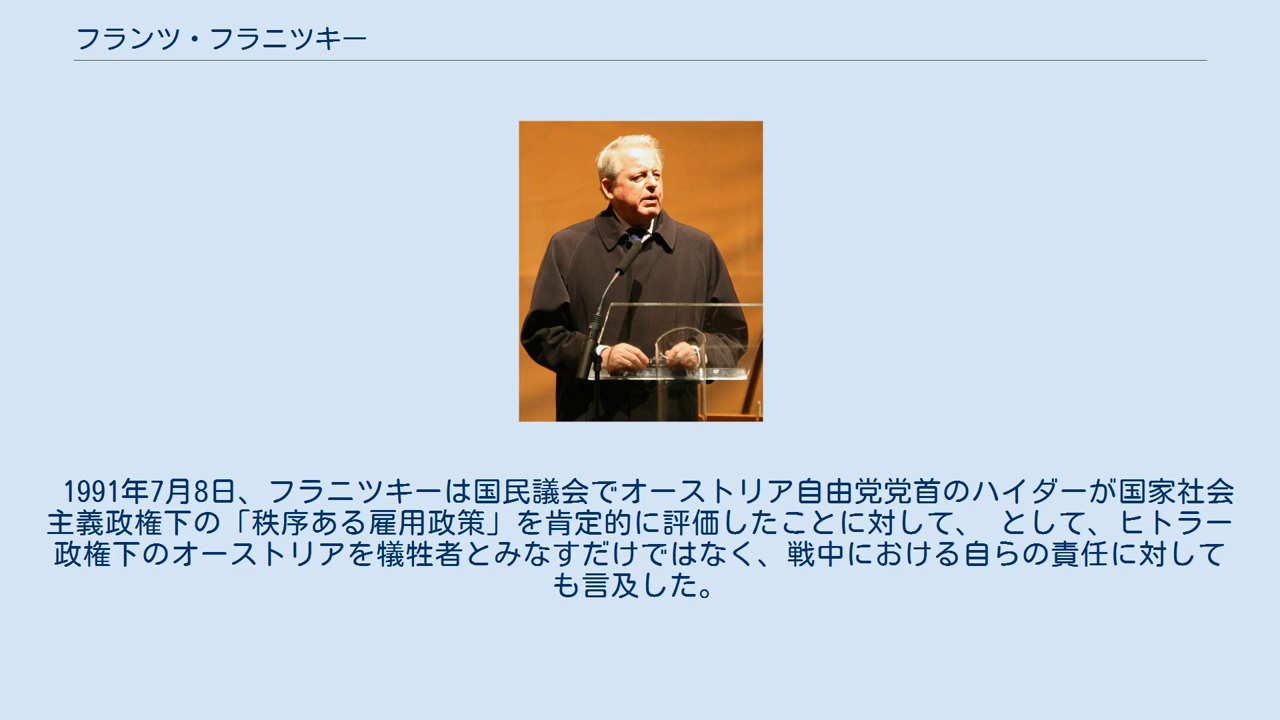 フランツ・フラニツキー
1991年7月8日、フラニツキーは国民議会でオーストリア自由党党首のハイダーが国家社会
主義政権下の「秩序ある雇用政策」を肯定的に評価したことに対して、 として、ヒトラー
政権下のオーストリアを犠牲者とみなすだけではなく、戦中における自らの責任に対して
も言及した。